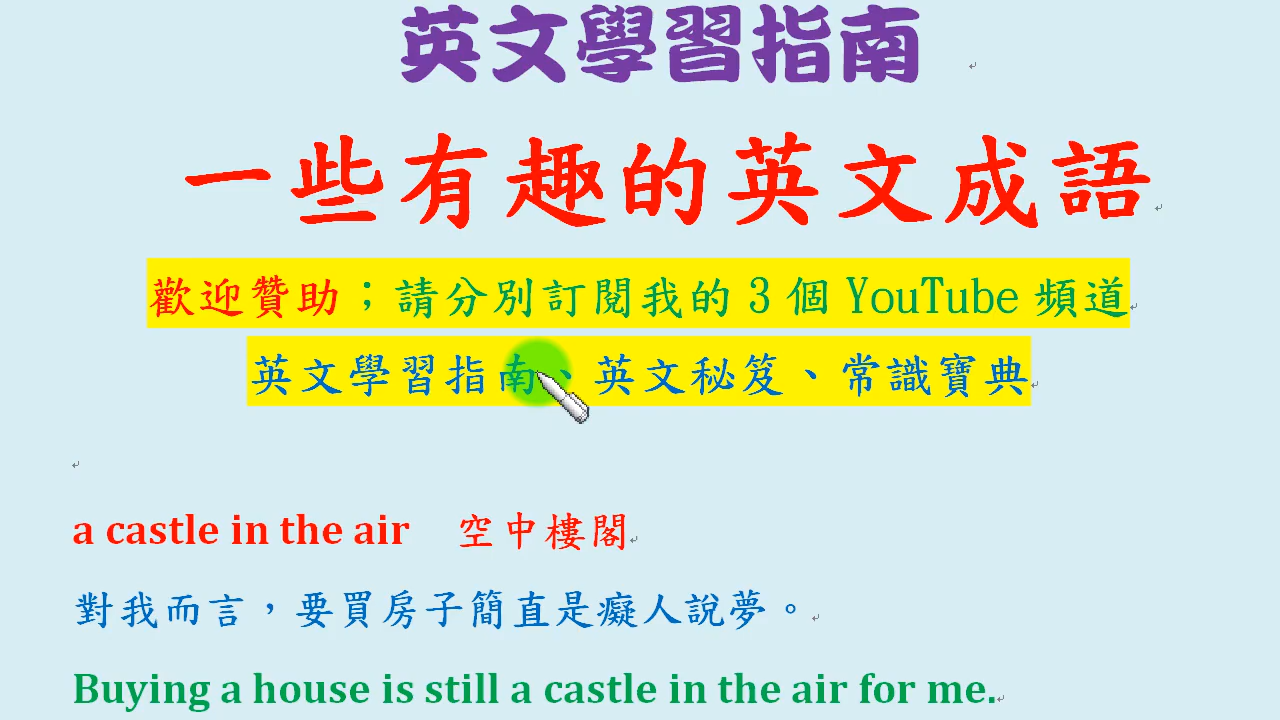 英文學習指南
一些有趣的英文成語
歡迎贊助；請分別訂閱我的 3 個 YouTube 頻道
英文學習指南、英文秘笈、常識寶典
a castle in the air 空中樓閣
對我而言，要買房子簡直是癡人說夢。
Buying a house is still a castle in the air for me.